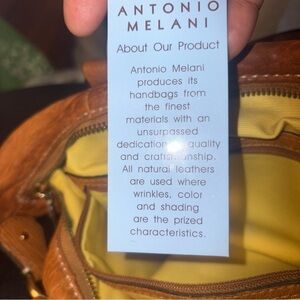 ANTONIO
MELANI
About Our Product
Antonio Melani
produces its
handbags from
the finest
materials with an
unsurpassed
dedication quality
and craftsmanship.
All natural leathers
are used where
wrinkles, color
and shading
are the prized
characteristics.